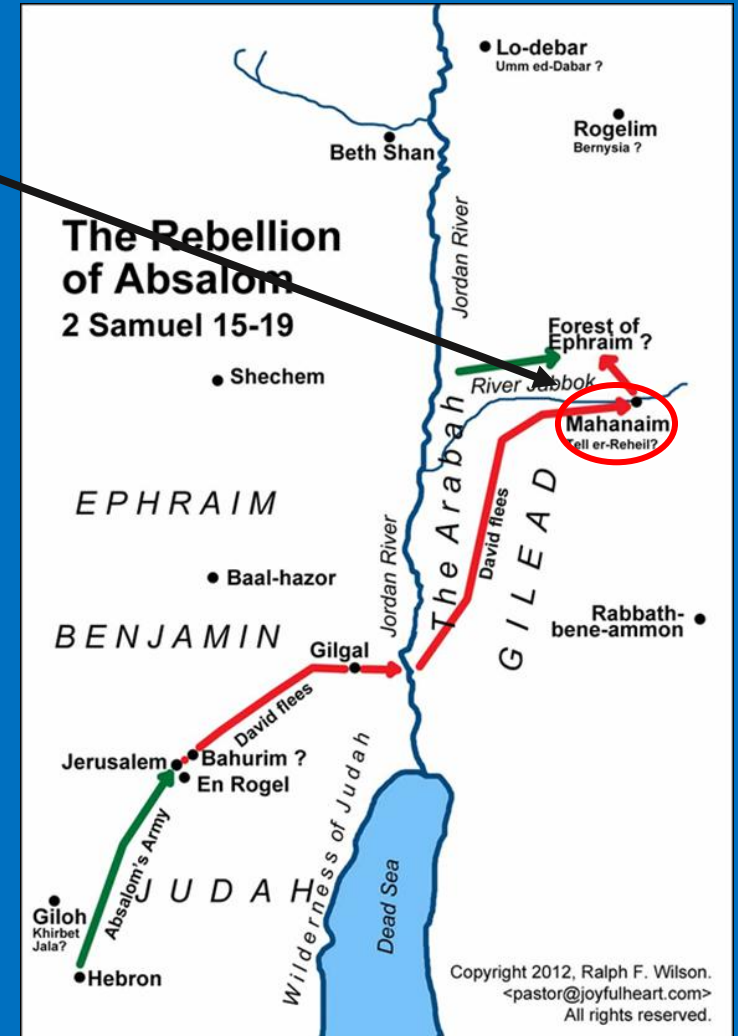 Lo-debar
Umm ed-Dabar ?
Rogelim
Bernysia ?
Beth Shan
The Rebellion
of Absalom
2 Samuel 15-19
Jordan River
Forest of
Ephraim ?
River Jabbok
Shechem
Mahanaim
Tell er-Reheil?
The Arabah
David flees
GILEAD
EPHRAIM
Jordan River
Baal-hazor
BENJAMIN
Rabbath-
bene-ammon
Gilgal
David flees
Jerusalem
Bahurim ?
En Rogel
Wilderness of Judah
Absalom's Army
JUDAH
Dead Sea
Giloh
Khirbet
Jala?
Hebron
Copyright 2012, Ralph F. Wilson.
<pastor@joyfulheart.com>
All rights reserved.